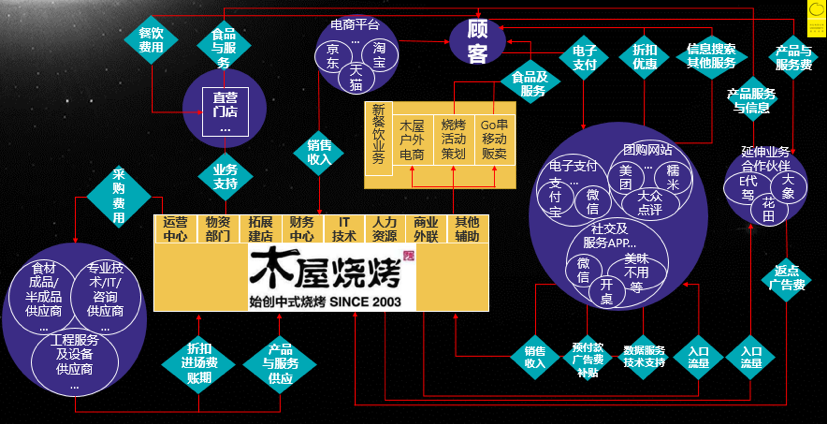 餐饮
费用
食品
与服
务
电商平台
...
京
东
淘
宝
天
猫
顾
客
电子
支付
折扣
优惠
信息搜索
其他服务
产品与
服务费
直营
门店
...
食品及
服务
产品服务
与信息
新
餐
饮
业
务
木屋
户外
电商
烧烤
活动
策划
Go串
移动
贩卖
销售
收入
采
购
费
用
业务
支持
团购网站
...
美
团
糯
米
大众
点评
电子支付
...
支
付
宝
微
信
社交及
服务APP...
微
信
美味
不用
等
开
桌
延伸业务
合作伙伴
E代
驾
大
象
花
田
运营
中心
物资
部门
拓展
建店
财务
中心
IT
技术
人力
资源
商业
外联
其他
辅助
木屋烧烤
始创中式烧烤 SINCE 2003
食材
成品/
半成品
供应商
...
专业技
术/IT/
咨询
供应商
...
工程服务
及设备
供应商
...
返点
广告费
折扣
进场费
账期
产品
与服务
供应
销售
收入
预付款
广告费
补贴
数据服务
技术支持
入口
流量
入口
流量